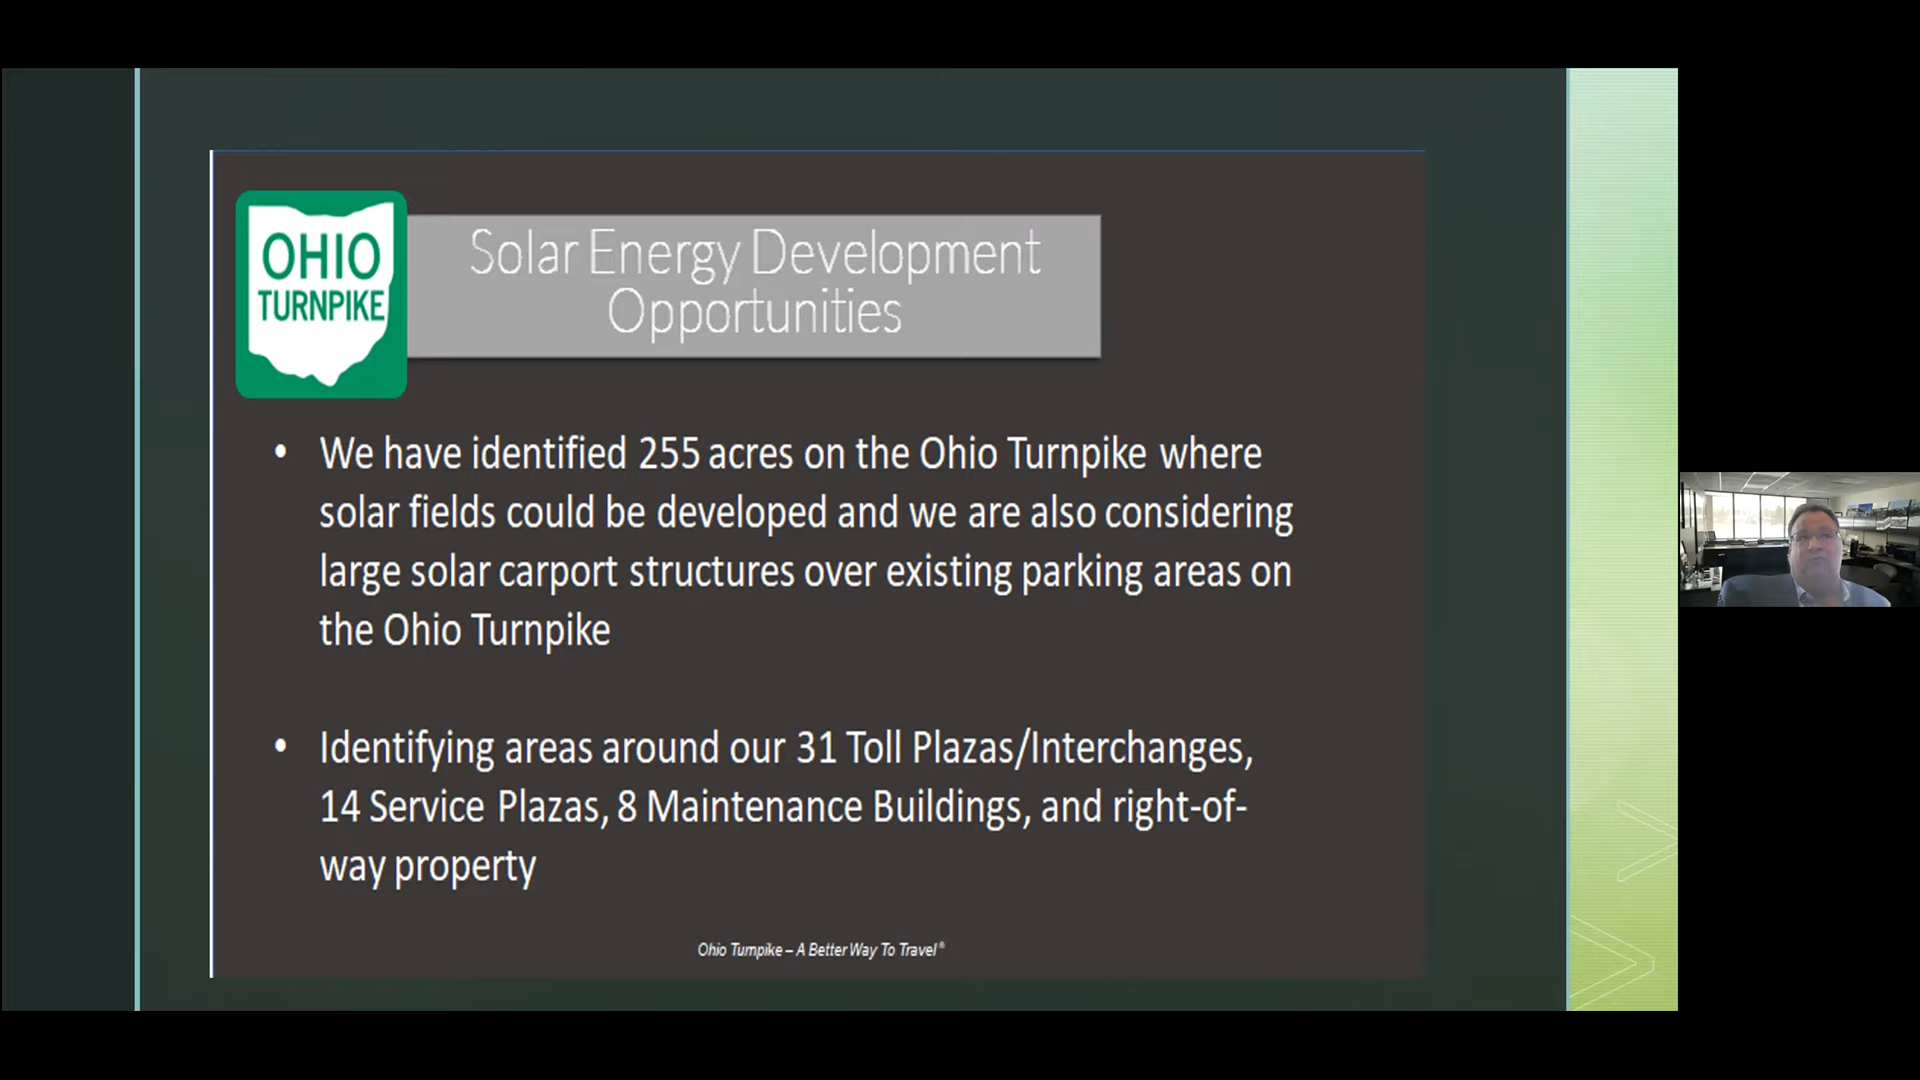 OHIO
TURNPIKE
Solar Energy Development
Opportunities
• We have identified 255 acres on the Ohio Turnpike where
solar fields could be developed and we are also considering
large solar carport structures over existing parking areas on
the Ohio Turnpike
• Identifying areas around our 31 Toll Plazas/Interchanges,
14 Service Plazas, 8 Maintenance Buildings, and right-of-
way property
Ohio Turnpike – A Better Way To Travel®